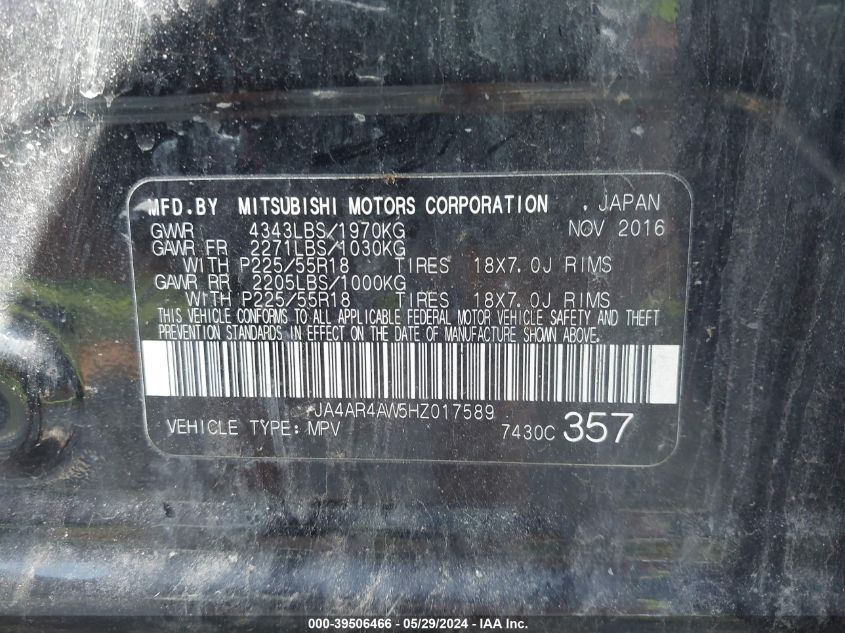 MFD.BY MITSUBISHI MOTORS CORPORATION . JAPAN
GVWR 4343LBS/1970KG NOV 2016
GAWR FR 2271LBS/1030KG
WITH P225/55R18 TIRES 18X7.0J RIMS
GAWR RR 2205LBS/1000KG
WITH P225/55R18 TIRES 18X7.0J RIMS
THIS VEHICLE CONFORMS TO ALL APPLICABLE FEDERAL MOTOR VEHICLE SAFETY AND THEFT
PREVENTION STANDARDS IN EFFECT ON THE DATE OF MANUFACTURE SHOWN ABOVE.
JA4AR4AW5HZ017589
VEHICLE TYPE: MPV 7430C 357
000-39506466 - 05/29/2024 - © IAA Inc.